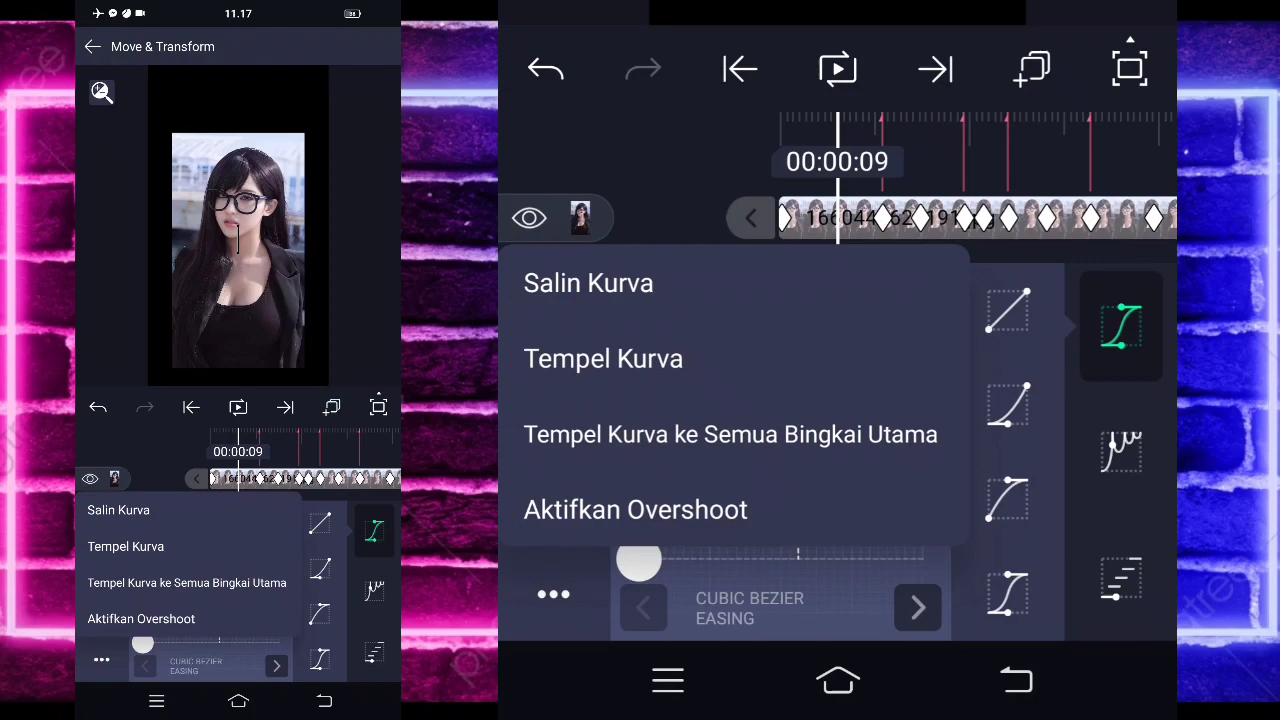 11.17
Move & Transform
00:00:09
Salin Kurva
Tempel Kurva
Tempel Kurva ke Semua Bingkai Utama
Aktifkan Overshoot
CUBIC BEZIER
EASING
00:00:09
Salin Kurva
Tempel Kurva
Tempel Kurva ke Semua Bingkai Utama
Aktifkan Overshoot
CUBIC BEZIER
EASING